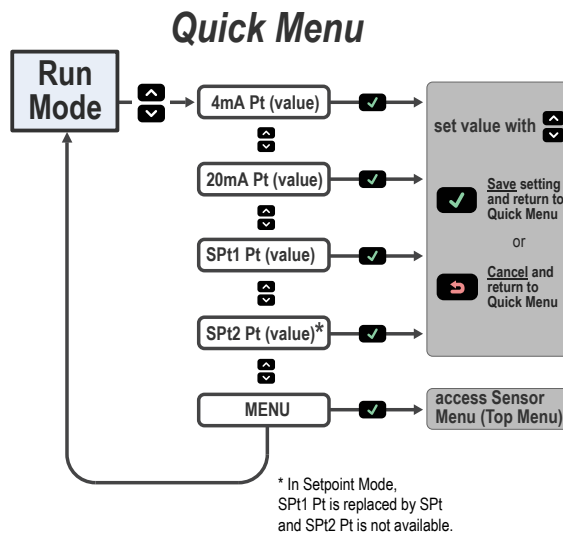 Quick Menu
Run
Mode
4mA Pt (value)
set value with
20mA Pt (value)
Save setting
and return to
Quick Menu
or
SPt1 Pt (value)
Cancel and
return to
Quick Menu
SPt2 Pt (value)*
MENU
access Sensor
Menu (Top Menu)
* In Setpoint Mode,
SPt1 Pt is replaced by SPt
and SPt2 Pt is not available.